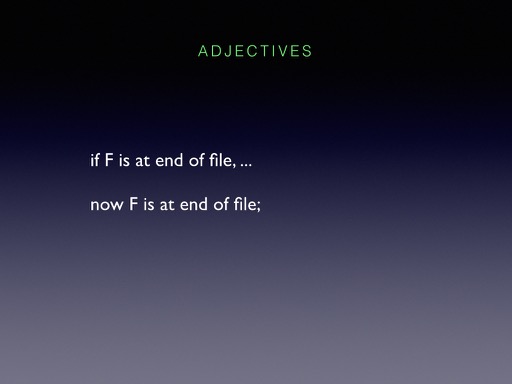 ADJECTIVES
if F is at end of file, ...
now F is at end of file;